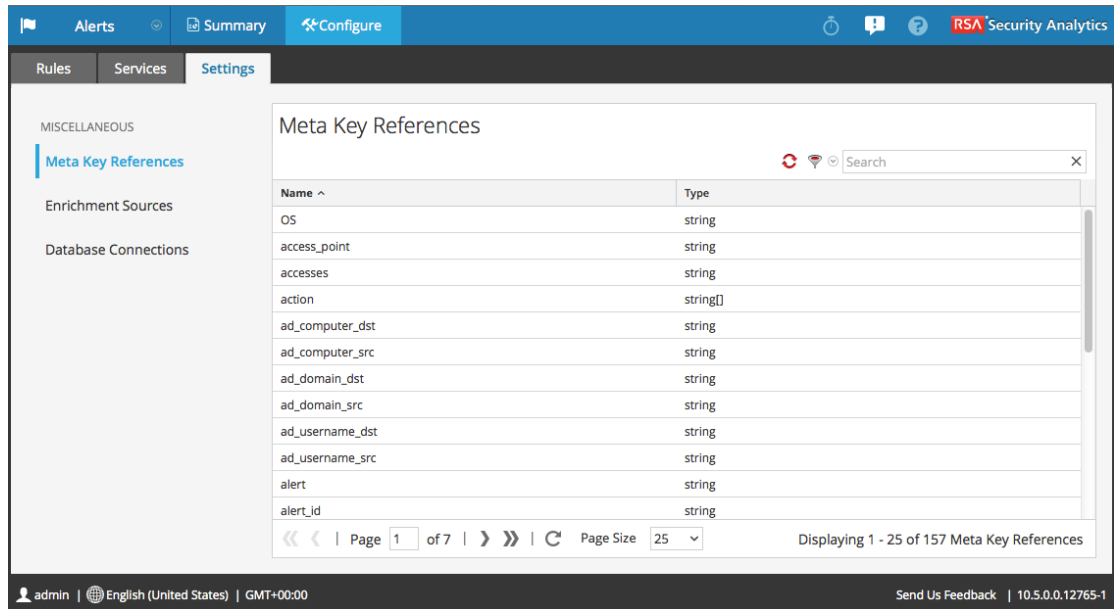 Alerts Summary Configure RSA Security Analytics
Rules Services Settings
MISCELLANEOUS
Meta Key References
Enrichment Sources
Database Connections
Meta Key References
Search
Name Type
OS string
access_point string
accesses string
action string[]
ad_computer_dst string
ad_computer_src string
ad_domain_dst string
ad_domain_src string
ad_username_dst string
ad_username_src string
alert string
alert_id string
| Page 1 of 7 | | Page Size 25 Displaying 1 - 25 of 157 Meta Key References
admin | English (United States) | GMT+00:00 Send Us Feedback | 10.5.0.0.12765-1